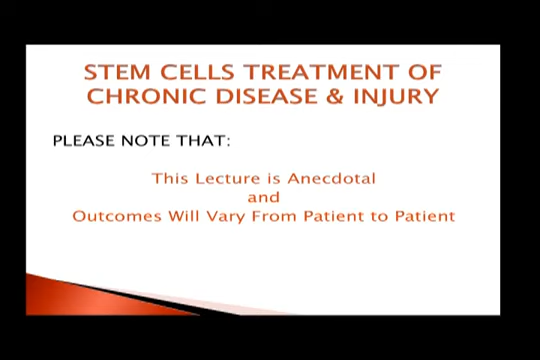 STEM CELLS TREATMENT OF
CHRONIC DISEASE & INJURY
PLEASE NOTE THAT:
This Lecture is Anecdotal
and
Outcomes Will Vary From Patient to Patient